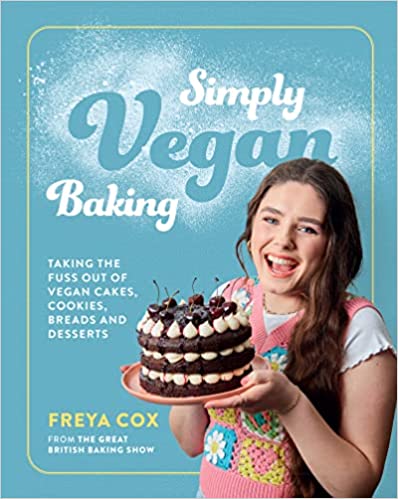 Simply
Vegan
Baking
TAKING THE
FUSS OUT OF
VEGAN CAKES,
COOKIES,
BREADS AND
DESSERTS
FREYA COX
FROM THE GREAT
BRITISH BAKING SHOW